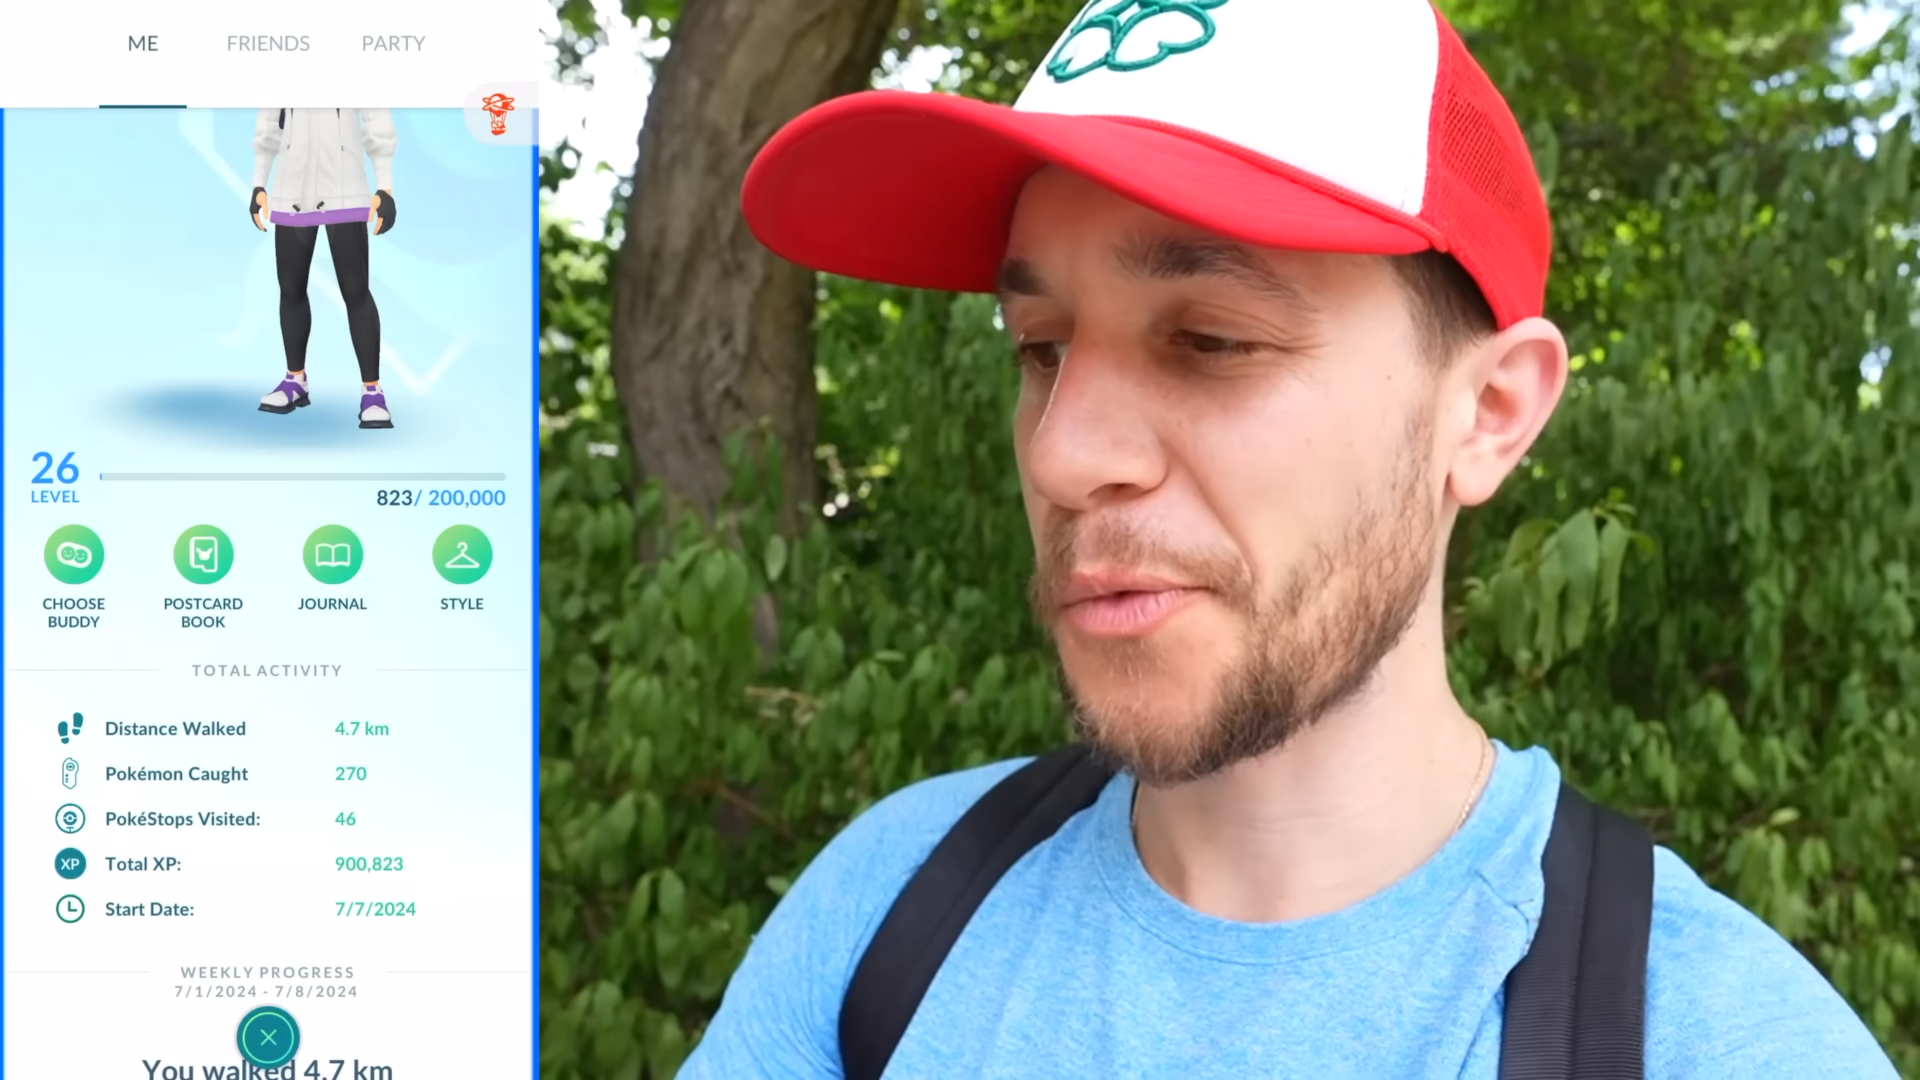 ME
FRIENDS
PARTY
26
LEVEL
823/ 200,000
CHOOSE
BUDDY
POSTCARD
BOOK
JOURNAL
STYLE
TOTAL ACTIVITY
Distance Walked 4.7 km
Pokémon Caught 270
PokéStops Visited: 46
XP Total XP: 900,823
Start Date: 7/7/2024
WEEKLY PROGRESS
7/1/2024 - 7/8/2024
You walked 4.7 km